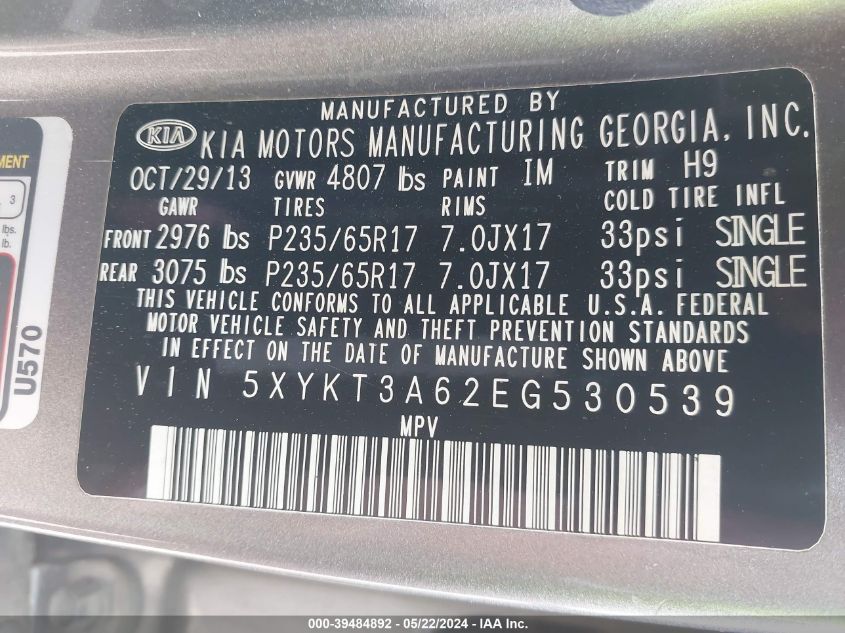 MANUFACTURED BY
KIA KIA MOTORS MANUFACTURING GEORGIA, INC.
OCT/29/13 GVWR 4807 lbs PAINT IM TRIM H9
GAWR TIRES RIMS COLD TIRE INFL
FRONT 2976 lbs P235/65R17 7.0JX17 33psi SINGLE
REAR 3075 lbs P235/65R17 7.0JX17 33psi SINGLE
THIS VEHICLE CONFORMS TO ALL APPLICABLE U.S.A. FEDERAL
MOTOR VEHICLE SAFETY AND THEFT PREVENTION STANDARDS
IN EFFECT ON THE DATE OF MANUFACTURE SHOWN ABOVE
VIN 5XYKT3A62EG530539
MPV
MENT
3
lbs.
lb.
U570
000-39484892 - 05/22/2024 - IAA, Inc.